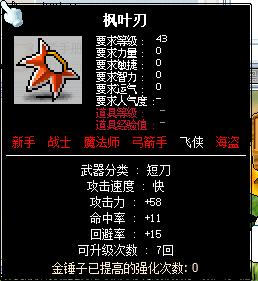 枫叶刃
要求等级： 43
要求力量： 0
要求敏捷： 0
要求智力： 0
要求运气： 0
要求人气度： -
道具等级： -
道具经验值： -
新手 战士 魔法师 弓箭手 飞侠 海盗
武器分类：短刀
攻击速度：快
攻击力：+58
命中率：+11
回避率：+15
可升级次数：7回
金锤子已提高的强化次数：0